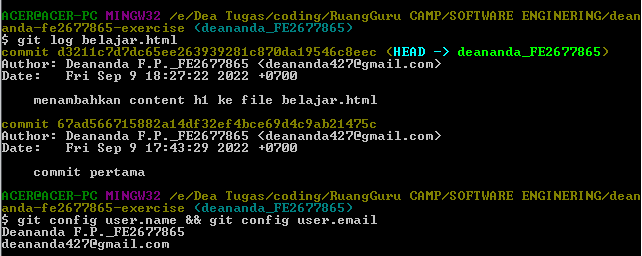 ACER@ACER-PC MINGW32 /e/Dea Tugas/coding/RuangGuru CAMP/SOFTWARE ENGINERING/dean
anda-fe2677865-exercise (deananda_FE2677865)
$ git log belajar.html
commit d3211c7d7dc65ee263939281c870da19546c8eec (HEAD -> deananda_FE2677865)
Author: Deananda F.P._FE2677865 <deananda427@gmail.com>
Date:   Fri Sep 9 18:27:22 2022 +0700
    menambahkan content h1 ke file belajar.html
commit 67ad566715882a14df32ef4bce69d4c9ab21475c
Author: Deananda F.P._FE2677865 <deananda427@gmail.com>
Date:   Fri Sep 9 17:43:29 2022 +0700
    commit pertama
ACER@ACER-PC MINGW32 /e/Dea Tugas/coding/RuangGuru CAMP/SOFTWARE ENGINERING/dean
anda-fe2677865-exercise (deananda_FE2677865)
$ git config user.name && git config user.email
Deananda F.P._FE2677865
deananda427@gmail.com